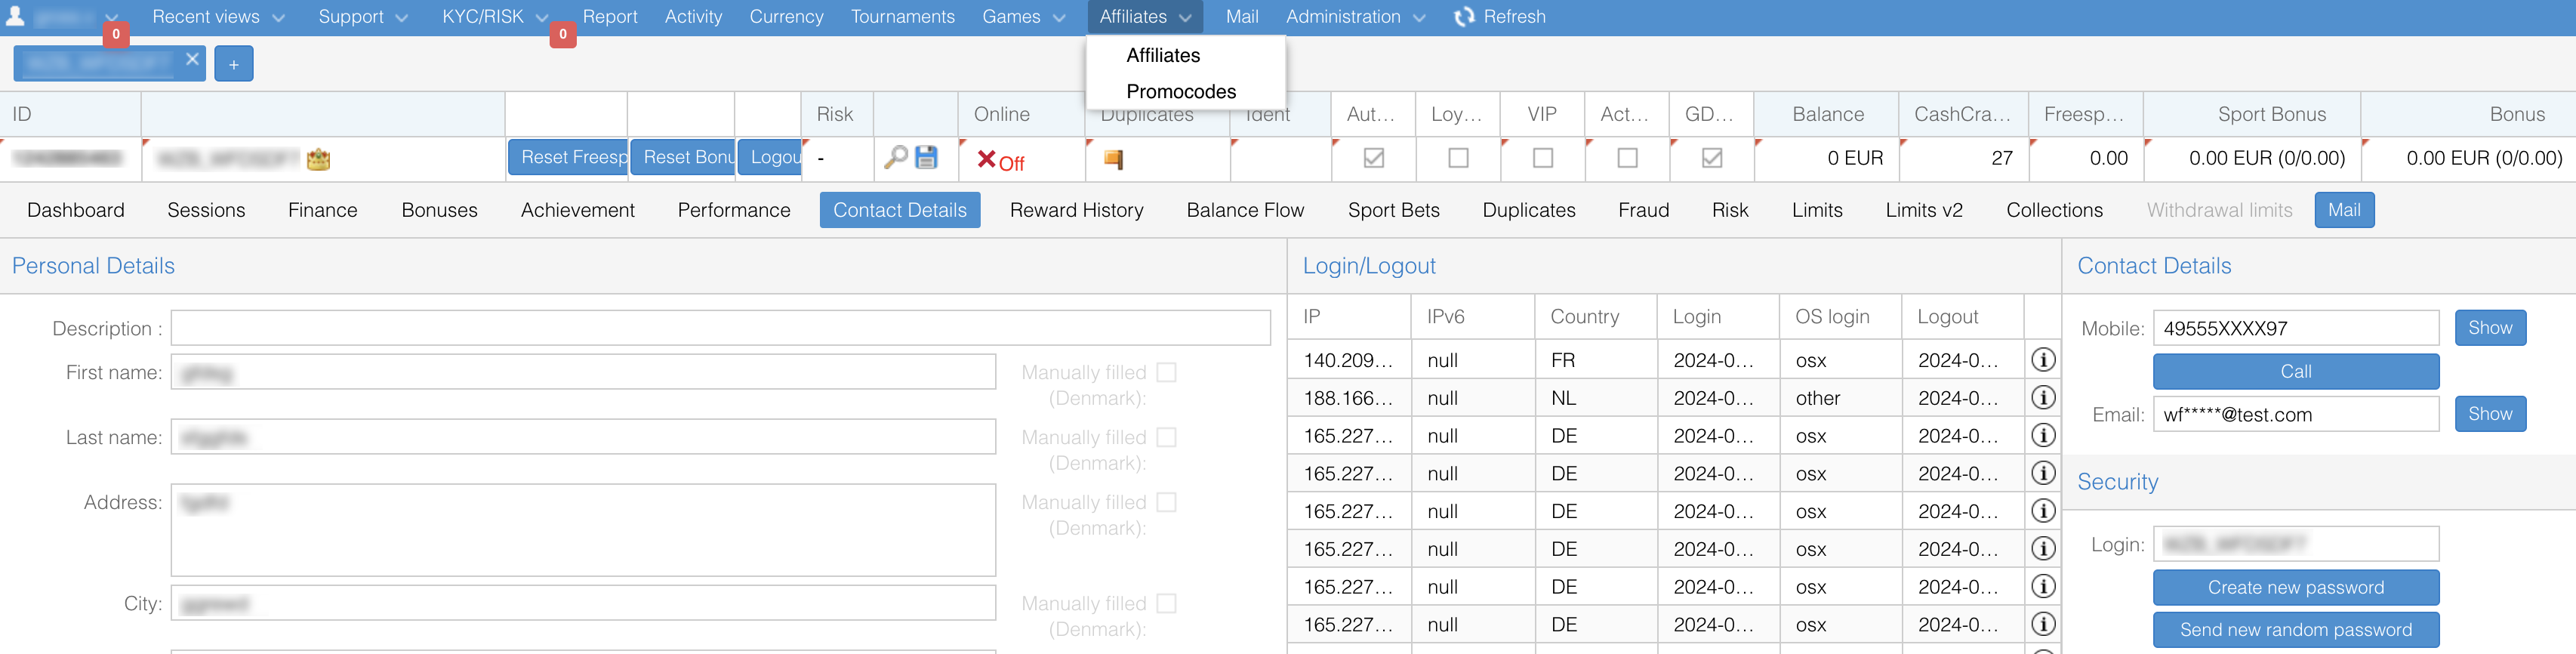 Recent views Support KYC/RISK Report Activity Currency Tournaments Games Affiliates Mail Administration Refresh
0 0
Affiliates
+
Promocodes
ID Risk Online Duplicates Ident Aut... Loy... VIP Act... GD... Balance CashCra... Freesp... Sport Bonus Bonus
Reset Freesp Reset Bonu Logou - Off 0 EUR 27 0.00 0.00 EUR (0/0.00) 0.00 EUR (0/0.00)
Dashboard Sessions Finance Bonuses Achievement Performance Contact Details Reward History Balance Flow Sport Bets Duplicates Fraud Risk Limits Limits v2 Collections Withdrawal limits Mail
Personal Details Login/Logout Contact Details
IP IPv6 Country Login OS login Logout
Description : Mobile: 49555XXXX97 Show
140.209... null FR 2024-0... osx 2024-0...
First name: Manually filled (Denmark): Call
188.166... null NL 2024-0... other 2024-0...
Email: wf*****@test.com Show
Last name: Manually filled (Denmark): 165.227... null DE 2024-0... osx 2024-0...
165.227... null DE 2024-0... osx 2024-0...
Security
Address: Manually filled (Denmark): 165.227... null DE 2024-0... osx 2024-0...
165.227... null DE 2024-0... osx 2024-0...
Login:
165.227... null DE 2024-0... osx 2024-0...
Create new password
City: Manually filled (Denmark): 165.227... null DE 2024-0... osx 2024-0...
Send new random password